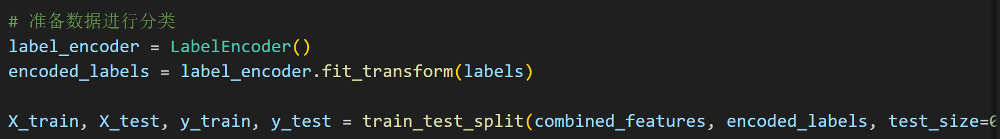 # 准备数据进行分类
label_encoder = LabelEncoder()
encoded_labels = label_encoder.fit_transform(labels)
X_train, X_test, y_train, y_test = train_test_split(combined_features, encoded_labels, test_size=